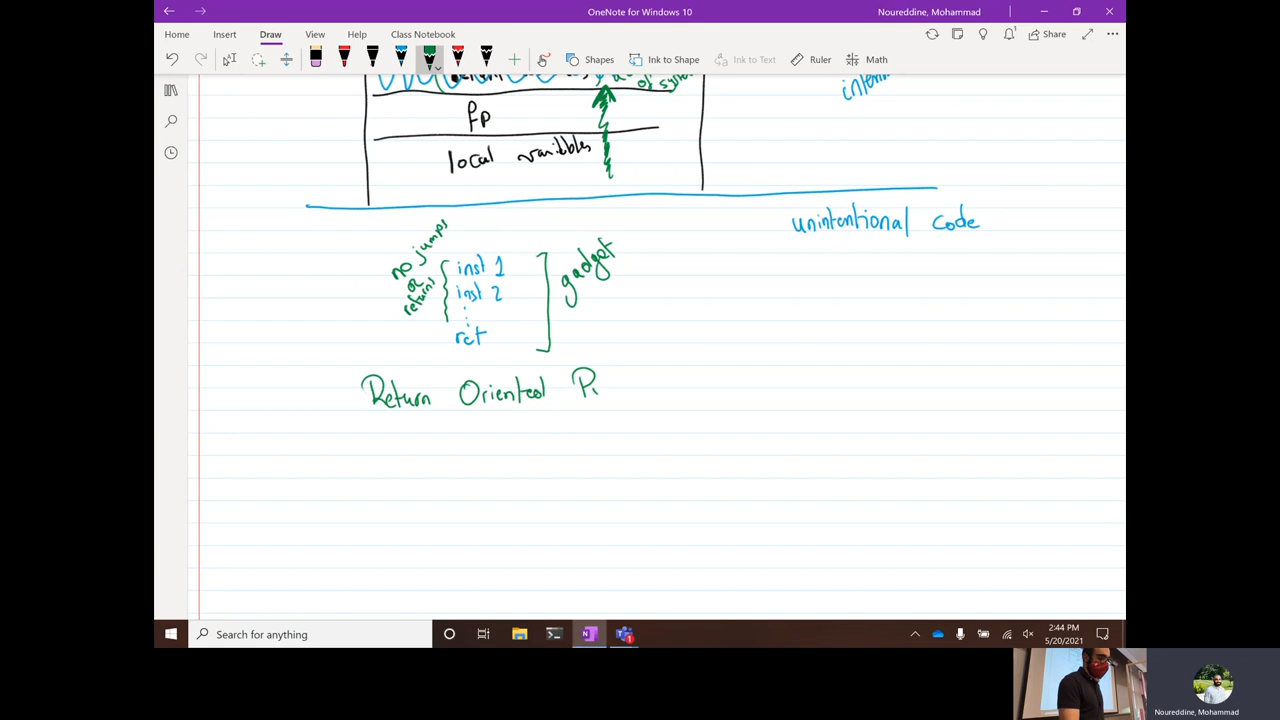 OneNote for Windows 10
Noureddine, Mohammad
Home Insert Draw View Help Class Notebook
Share
Shapes Ink to Shape Ink to Text Ruler Math
fp
local varibbles
unintentional code
no jumps
or
returns
inst 1
inst 2
ret
gadget
Return Oriented Pr
Search for anything
2:44 PM
5/20/2021
Noureddine, Mohammad